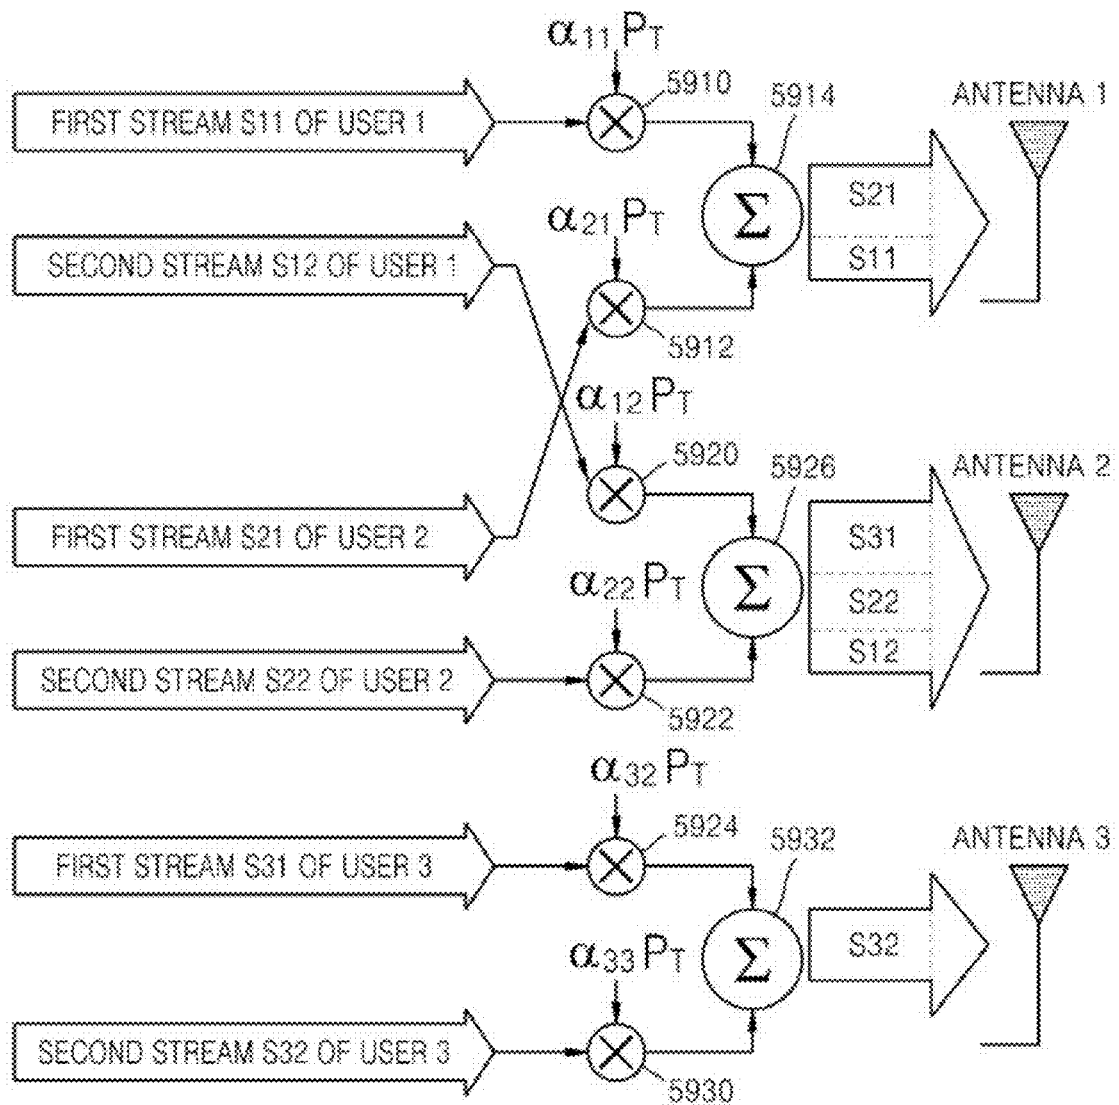 α11 PT
5910
5914
ANTENNA 1
FIRST STREAM S11 OF USER 1
Σ
S21
S11
α21 PT
SECOND STREAM S12 OF USER 1
5912
α12 PT
5920
5926
ANTENNA 2
FIRST STREAM S21 OF USER 2
S31
α22 PT
Σ
S22
S12
SECOND STREAM S22 OF USER 2
5922
α32 PT
5924
5932
ANTENNA 3
FIRST STREAM S31 OF USER 3
α33 PT
Σ
S32
SECOND STREAM S32 OF USER 3
5930